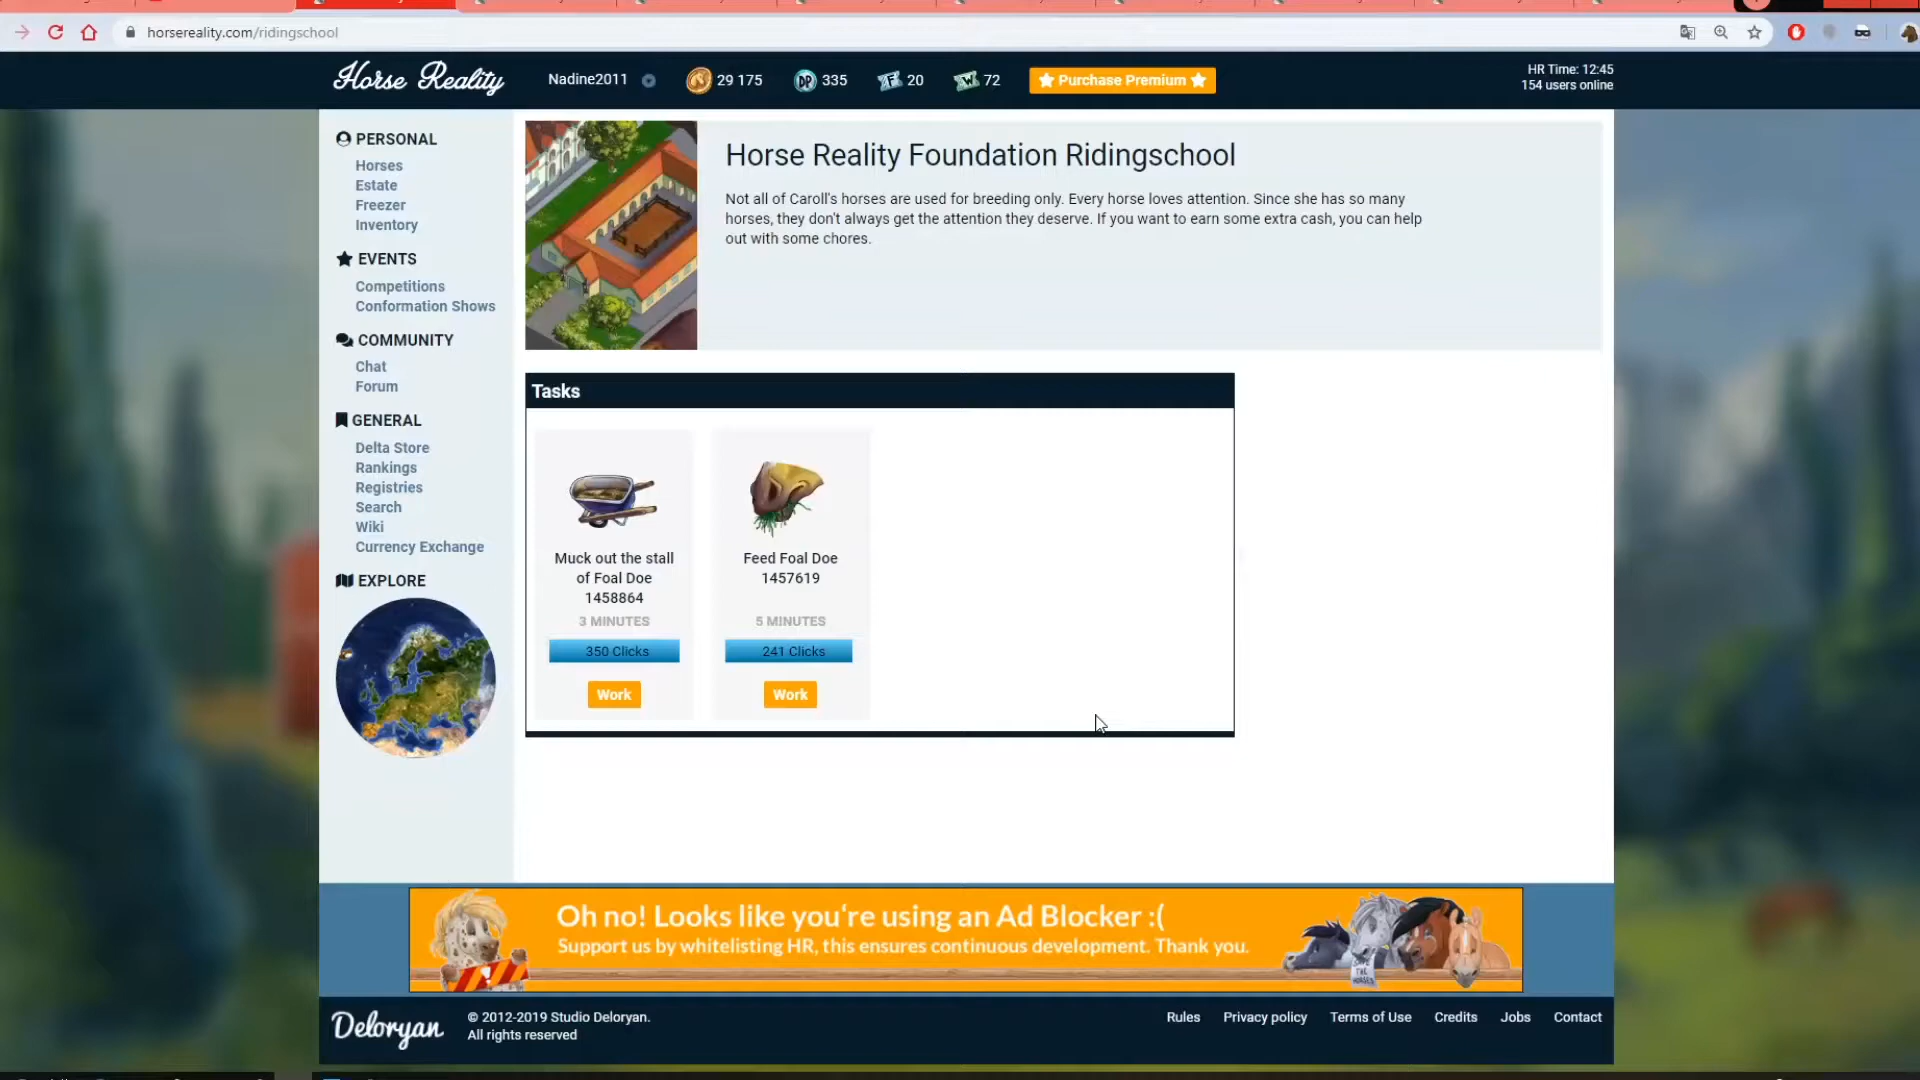 horsereality.com/ridingschool
Horse Reality
Nadine2011
29 175
DP
335
20
72
Purchase Premium
HR Time: 12:45
154 users online
PERSONAL
Horses
Estate
Freezer
Inventory
EVENTS
Competitions
Conformation Shows
COMMUNITY
Chat
Forum
GENERAL
Delta Store
Rankings
Registries
Search
Wiki
Currency Exchange
EXPLORE
Horse Reality Foundation Ridingschool
Not all of Caroll's horses are used for breeding only. Every horse loves attention. Since she has so many
horses, they don't always get the attention they deserve. If you want to earn some extra cash, you can help
out with some chores.
Tasks
Muck out the stall
of Foal Doe
1458864
3 MINUTES
350 Clicks
Work
Feed Foal Doe
1457619
5 MINUTES
241 Clicks
Work
Oh no! Looks like you're using an Ad Blocker :(
Support us by whitelisting HR, this ensures continuous development. Thank you.
Deloryan
© 2012-2019 Studio Deloryan.
All rights reserved
Rules
Privacy policy
Terms of Use
Credits
Jobs
Contact